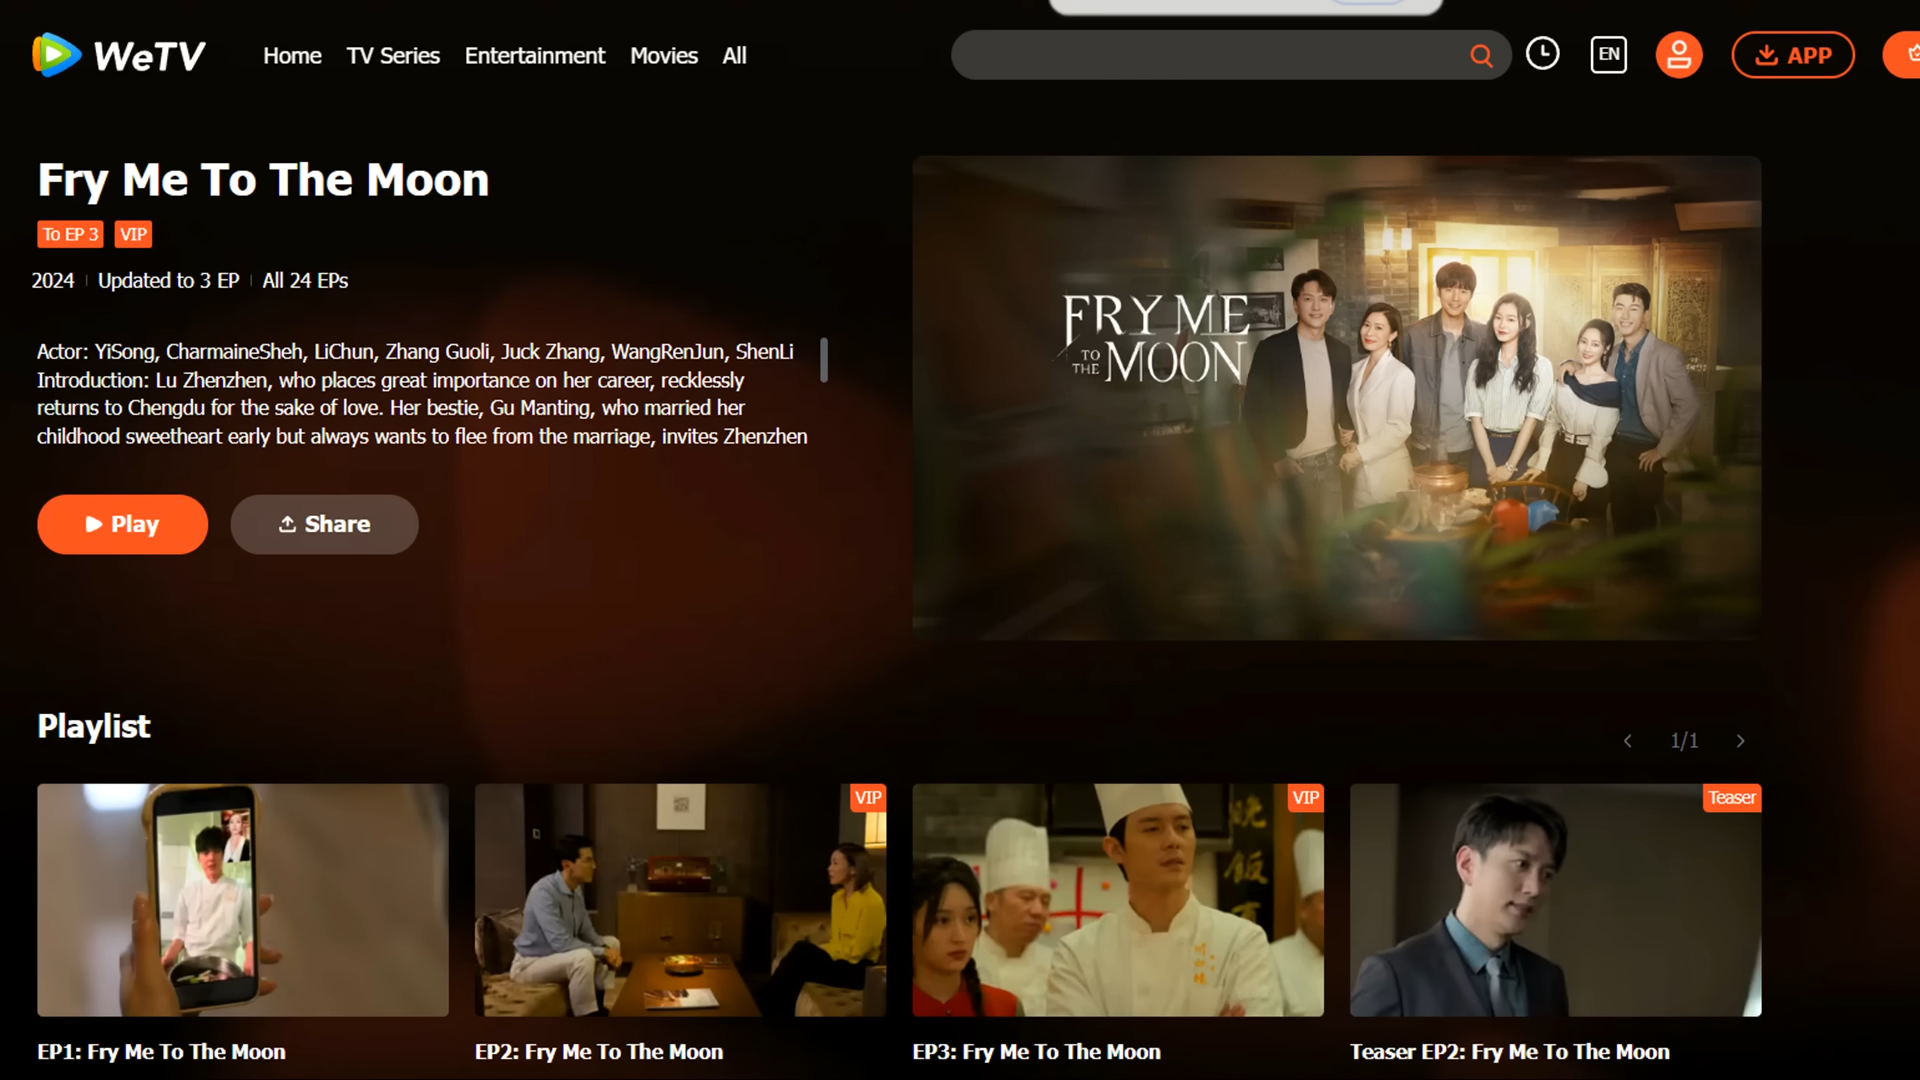 WeTV
Home
TV Series
Entertainment
Movies
All
EN
APP
Fry Me To The Moon
To EP 3
VIP
2024
Updated to 3 EP
All 24 EPs
Actor: YiSong, CharmaineSheh, LiChun, Zhang Guoli, Juck Zhang, WangRenJun, ShenLi
Introduction: Lu Zhenzhen, who places great importance on her career, recklessly
returns to Chengdu for the sake of love. Her bestie, Gu Manting, who married her
childhood sweetheart early but always wants to flee from the marriage, invites Zhenzhen
Play
Share
FRY ME
TO
THE MOON
Playlist
1/1
VIP
VIP
晚
饭
Teaser
EP1: Fry Me To The Moon
EP2: Fry Me To The Moon
EP3: Fry Me To The Moon
Teaser EP2: Fry Me To The Moon